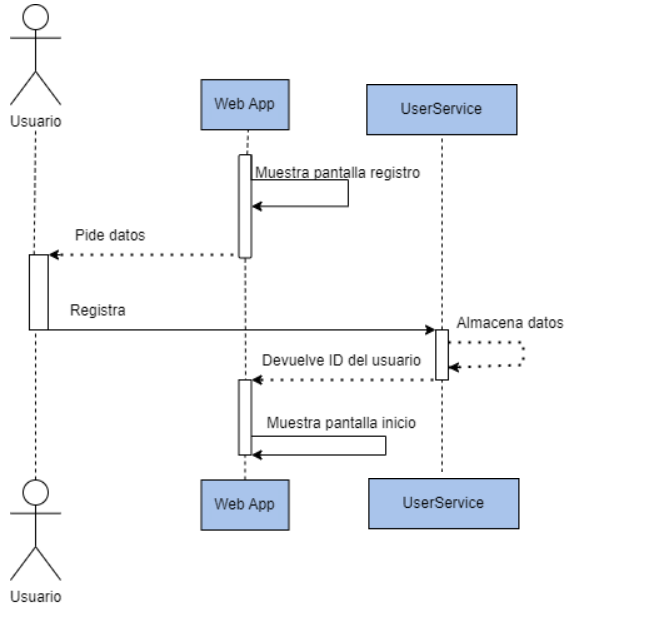 Usuario
Web App
UserService
Muestra pantalla registro
Pide datos
Registra
Almacena datos
Devuelve ID del usuario
Muestra pantalla inicio
Web App
UserService
Usuario